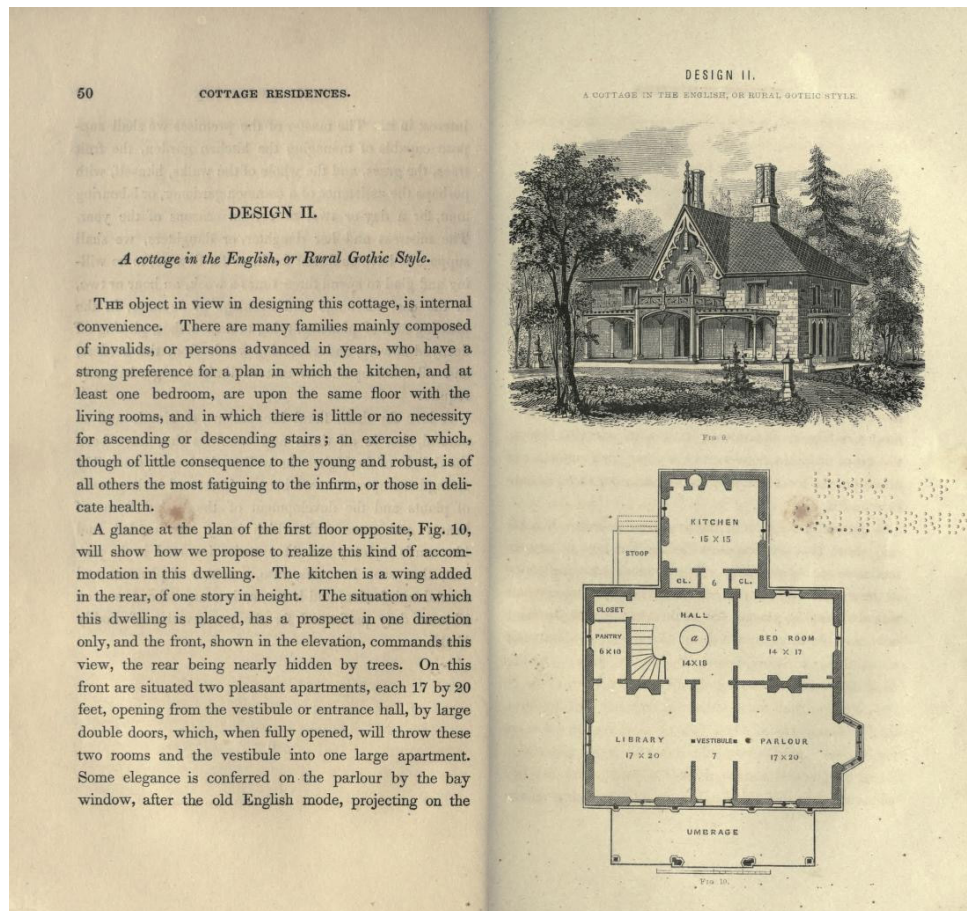 50 COTTAGE RESIDENCES.
DESIGN II.
A cottage in the English, or Rural Gothic Style.
THE object in view in designing this cottage, is internal
convenience. There are many families mainly composed
of invalids, or persons advanced in years, who have a
strong preference for a plan in which the kitchen, and at
least one bedroom, are upon the same floor with the
living rooms, and in which there is little or no necessity
for ascending or descending stairs; an exercise which,
though of little consequence to the young and robust, is of
all others the most fatiguing to the infirm, or those in deli-
cate health.
A glance at the plan of the first floor opposite, Fig. 10,
will show how we propose to realize this kind of accom-
modation in this dwelling. The kitchen is a wing added
in the rear, of one story in height. The situation on which
this dwelling is placed, has a prospect in one direction
only, and the front, shown in the elevation, commands this
view, the rear being nearly hidden by trees. On this
front are situated two pleasant apartments, each 17 by 20
feet, opening from the vestibule or entrance hall, by large
double doors, which, when fully opened, will throw these
two rooms and the vestibule into one large apartment.
Some elegance is conferred on the parlour by the bay
window, after the old English mode, projecting on the
DESIGN II.
A COTTAGE IN THE ENGLISH, OR RURAL GOTHIC STYLE.
FIG 9.
UNIV. OF
CALIFORNIA
KITCHEN
15 X 15
STOOP
CL. 6 CL.
CLOSET
HALL
PANTRY
6X10
a
BED ROOM
14 X 17
14X18
LIBRARY
17 X 20
VESTIBULE
7
PARLOUR
17X20
UMBRAGE
FIG 10.